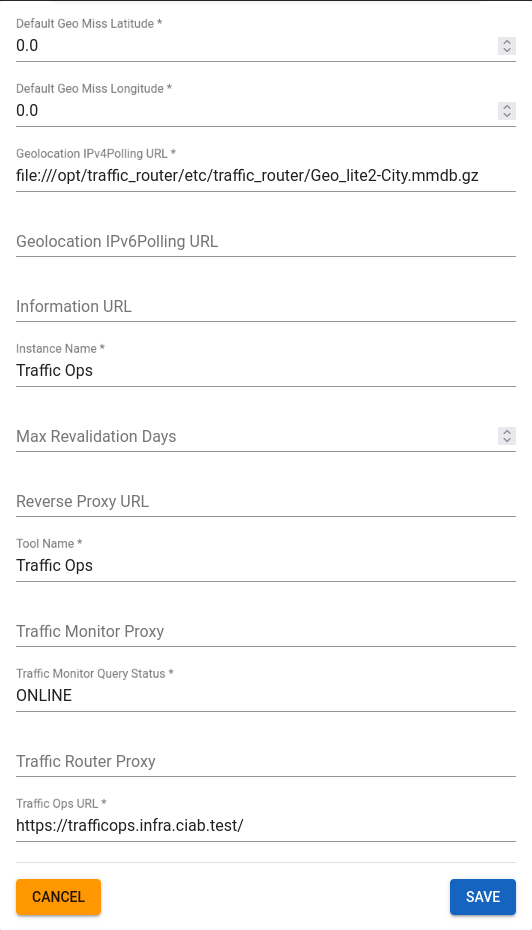 Default Geo Miss Latitude *
0.0
Default Geo Miss Longitude *
0.0
Geolocation IPv4Polling URL *
file:///opt/traffic_router/etc/traffic_router/Geo_lite2-City.mmdb.gz
Geolocation IPv6Polling URL
Information URL
Instance Name *
Traffic Ops
Max Revalidation Days
Reverse Proxy URL
Tool Name *
Traffic Ops
Traffic Monitor Proxy
Traffic Monitor Query Status *
ONLINE
Traffic Router Proxy
Traffic Ops URL *
https://trafficops.infra.ciab.test/
CANCEL SAVE